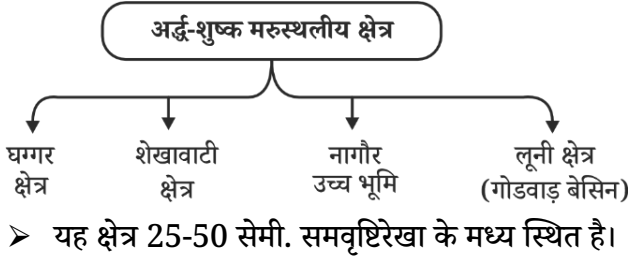 अर्द्ध-शुष्क मरुस्थलीय क्षेत्र
घग्गर क्षेत्र
शेखावाटी क्षेत्र
नागौर उच्च भूमि
लूनी क्षेत्र (गोडवाड़ बेसिन)
➢ यह क्षेत्र 25-50 सेमी. समवृष्टिरेखा के मध्य स्थित है।